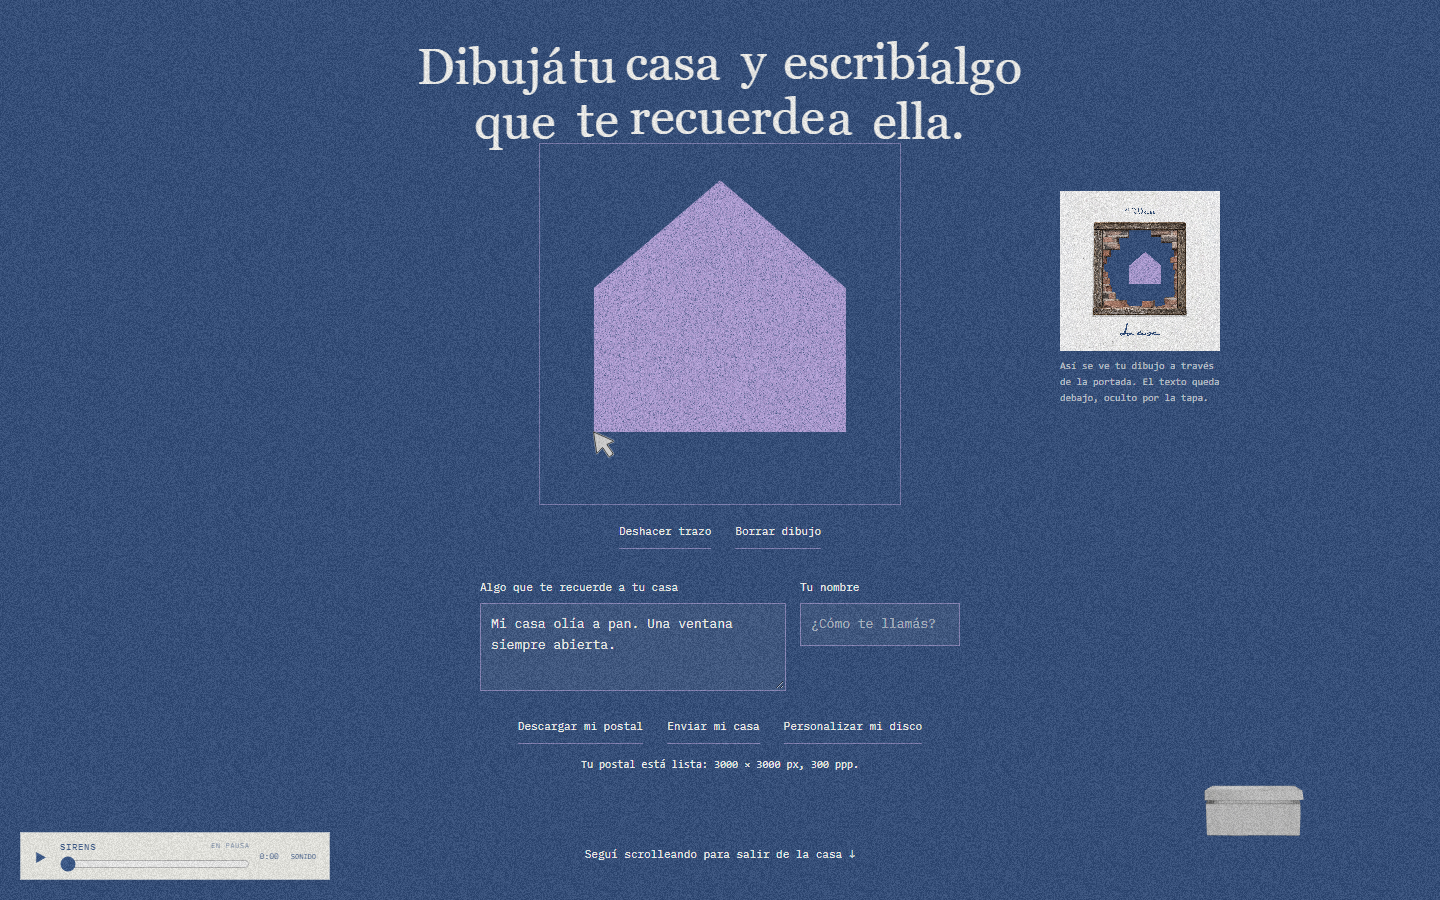 Dibujá tu casa y escribí algo
que te recuerde a ella.
Así se ve tu dibujo a través
de la portada. El texto queda
debajo, oculto por la tapa.
Deshacer trazo Borrar dibujo
Algo que te recuerde a tu casa
Tu nombre
Mi casa olía a pan. Una ventana
siempre abierta.
¿Cómo te llamás?
Descargar mi postal Enviar mi casa Personalizar mi disco
Tu postal está lista: 3000 × 3000 px, 300 ppp.
SIRENS
EN PAUSA
0:00
SONIDO
Seguí scrolleando para salir de la casa ↓